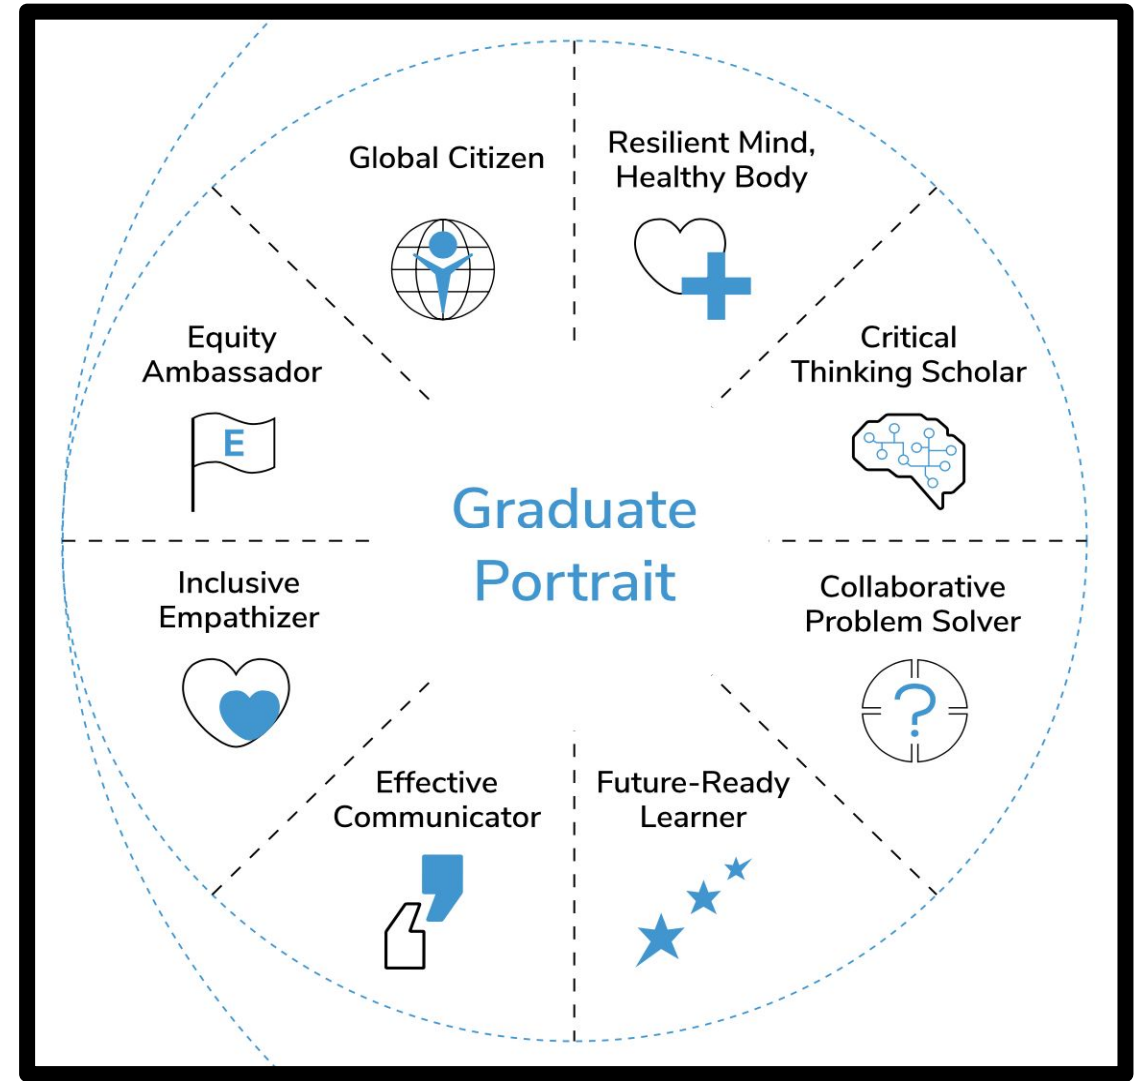 Global Citizen
Resilient Mind,
Healthy Body
Equity
Ambassador
E
Critical
Thinking Scholar
Graduate
Portrait
Inclusive
Empathizer
Collaborative
Problem Solver
?
Effective
Communicator
Future-Ready
Learner